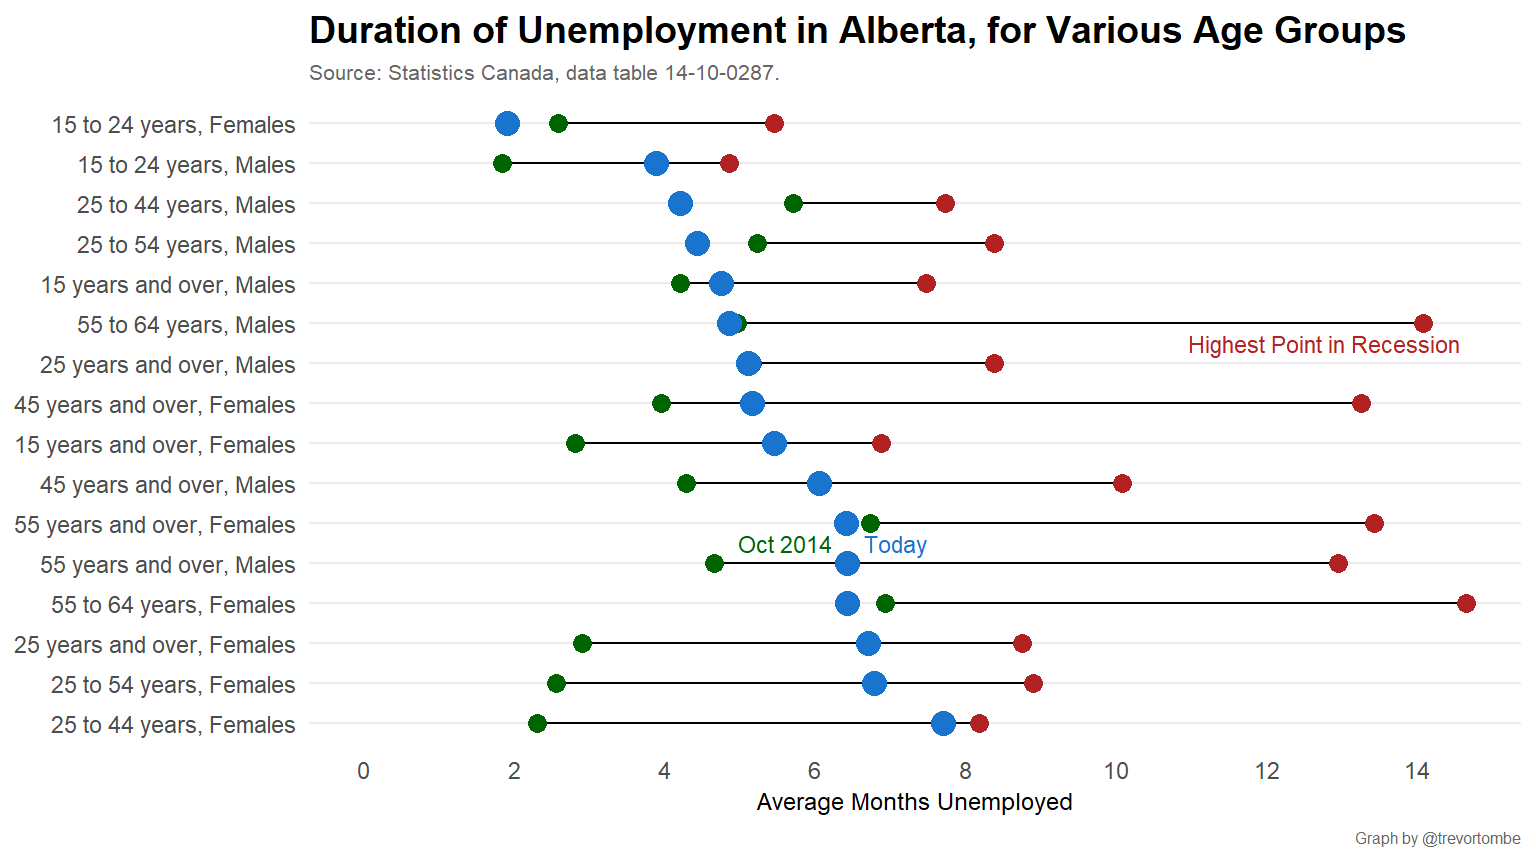 Duration of Unemployment in Alberta, for Various Age Groups
Source: Statistics Canada, data table 14-10-0287.
15 to 24 years, Females
15 to 24 years, Males
25 to 44 years, Males
25 to 54 years, Males
15 years and over, Males
55 to 64 years, Males
Highest Point in Recession
25 years and over, Males
45 years and over, Females
15 years and over, Females
45 years and over, Males
55 years and over, Females
Oct 2014 Today
55 years and over, Males
55 to 64 years, Females
25 years and over, Females
25 to 54 years, Females
25 to 44 years, Females
0 2 4 6 8 10 12 14
Average Months Unemployed
Graph by @trevortombe